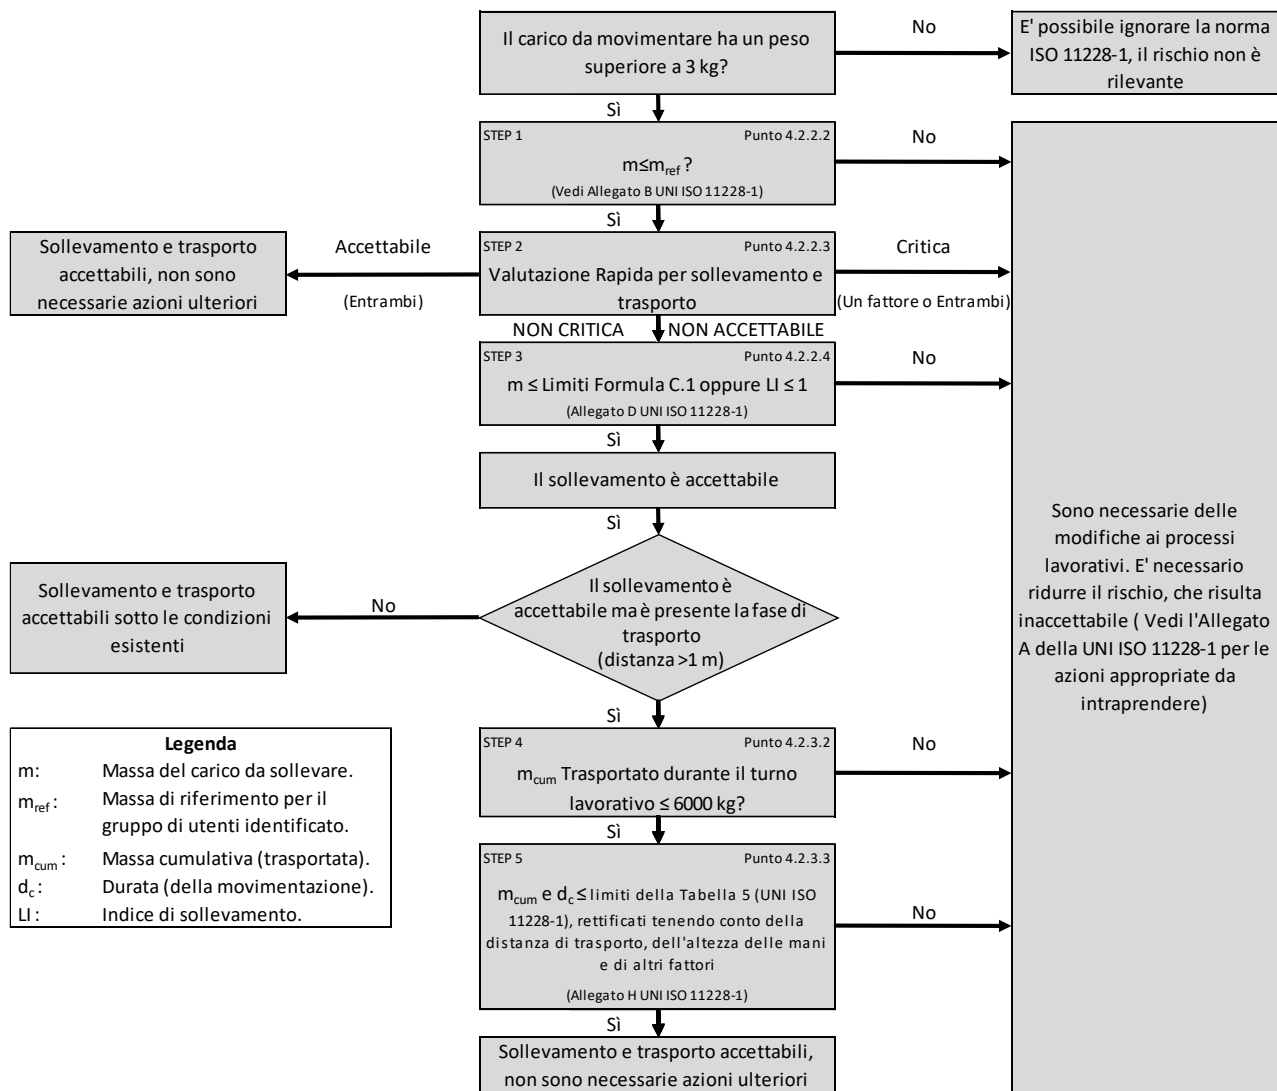 Il carico da movimentare ha un peso
superiore a 3 kg?
No
E' possibile ignorare la norma
ISO 11228-1, il rischio non è
rilevante
Sì
STEP 1 Punto 4.2.2.2
m≤mref ?
(Vedi Allegato B UNI ISO 11228-1)
No
Sì
Sollevamento e trasporto
accettabili, non sono
necessarie azioni ulteriori
Accettabile
(Entrambi)
STEP 2 Punto 4.2.2.3
Valutazione Rapida per sollevamento e
trasporto
Critica
(Un fattore o Entrambi)
NON CRITICA NON ACCETTABILE
STEP 3 Punto 4.2.2.4
m ≤ Limiti Formula C.1 oppure LI ≤ 1
(Allegato D UNI ISO 11228-1)
No
Sì
Il sollevamento è accettabile
Sì
Sono necessarie delle
modifiche ai processi
lavorativi. E' necessario
ridurre il rischio, che risulta
inaccettabile ( Vedi l'Allegato
A della UNI ISO 11228-1 per le
azioni appropriate da
intraprendere)
Sollevamento e trasporto
accettabili sotto le condizioni
esistenti
No
Il sollevamento è
accettabile ma è presente la fase di
trasporto
(distanza >1 m)
Sì
STEP 4 Punto 4.2.3.2
mcum Trasportato durante il turno
lavorativo ≤ 6000 kg?
No
Sì
Legenda
m: Massa del carico da sollevare.
mref : Massa di riferimento per il
gruppo di utenti identificato.
mcum : Massa cumulativa (trasportata).
dc : Durata (della movimentazione).
LI : Indice di sollevamento.
STEP 5 Punto 4.2.3.3
mcum e dc ≤ limiti della Tabella 5 (UNI ISO
11228-1), rettificati tenendo conto della
distanza di trasporto, dell'altezza delle mani
e di altri fattori
(Allegato H UNI ISO 11228-1)
No
Sì
Sollevamento e trasporto accettabili,
non sono necessarie azioni ulteriori